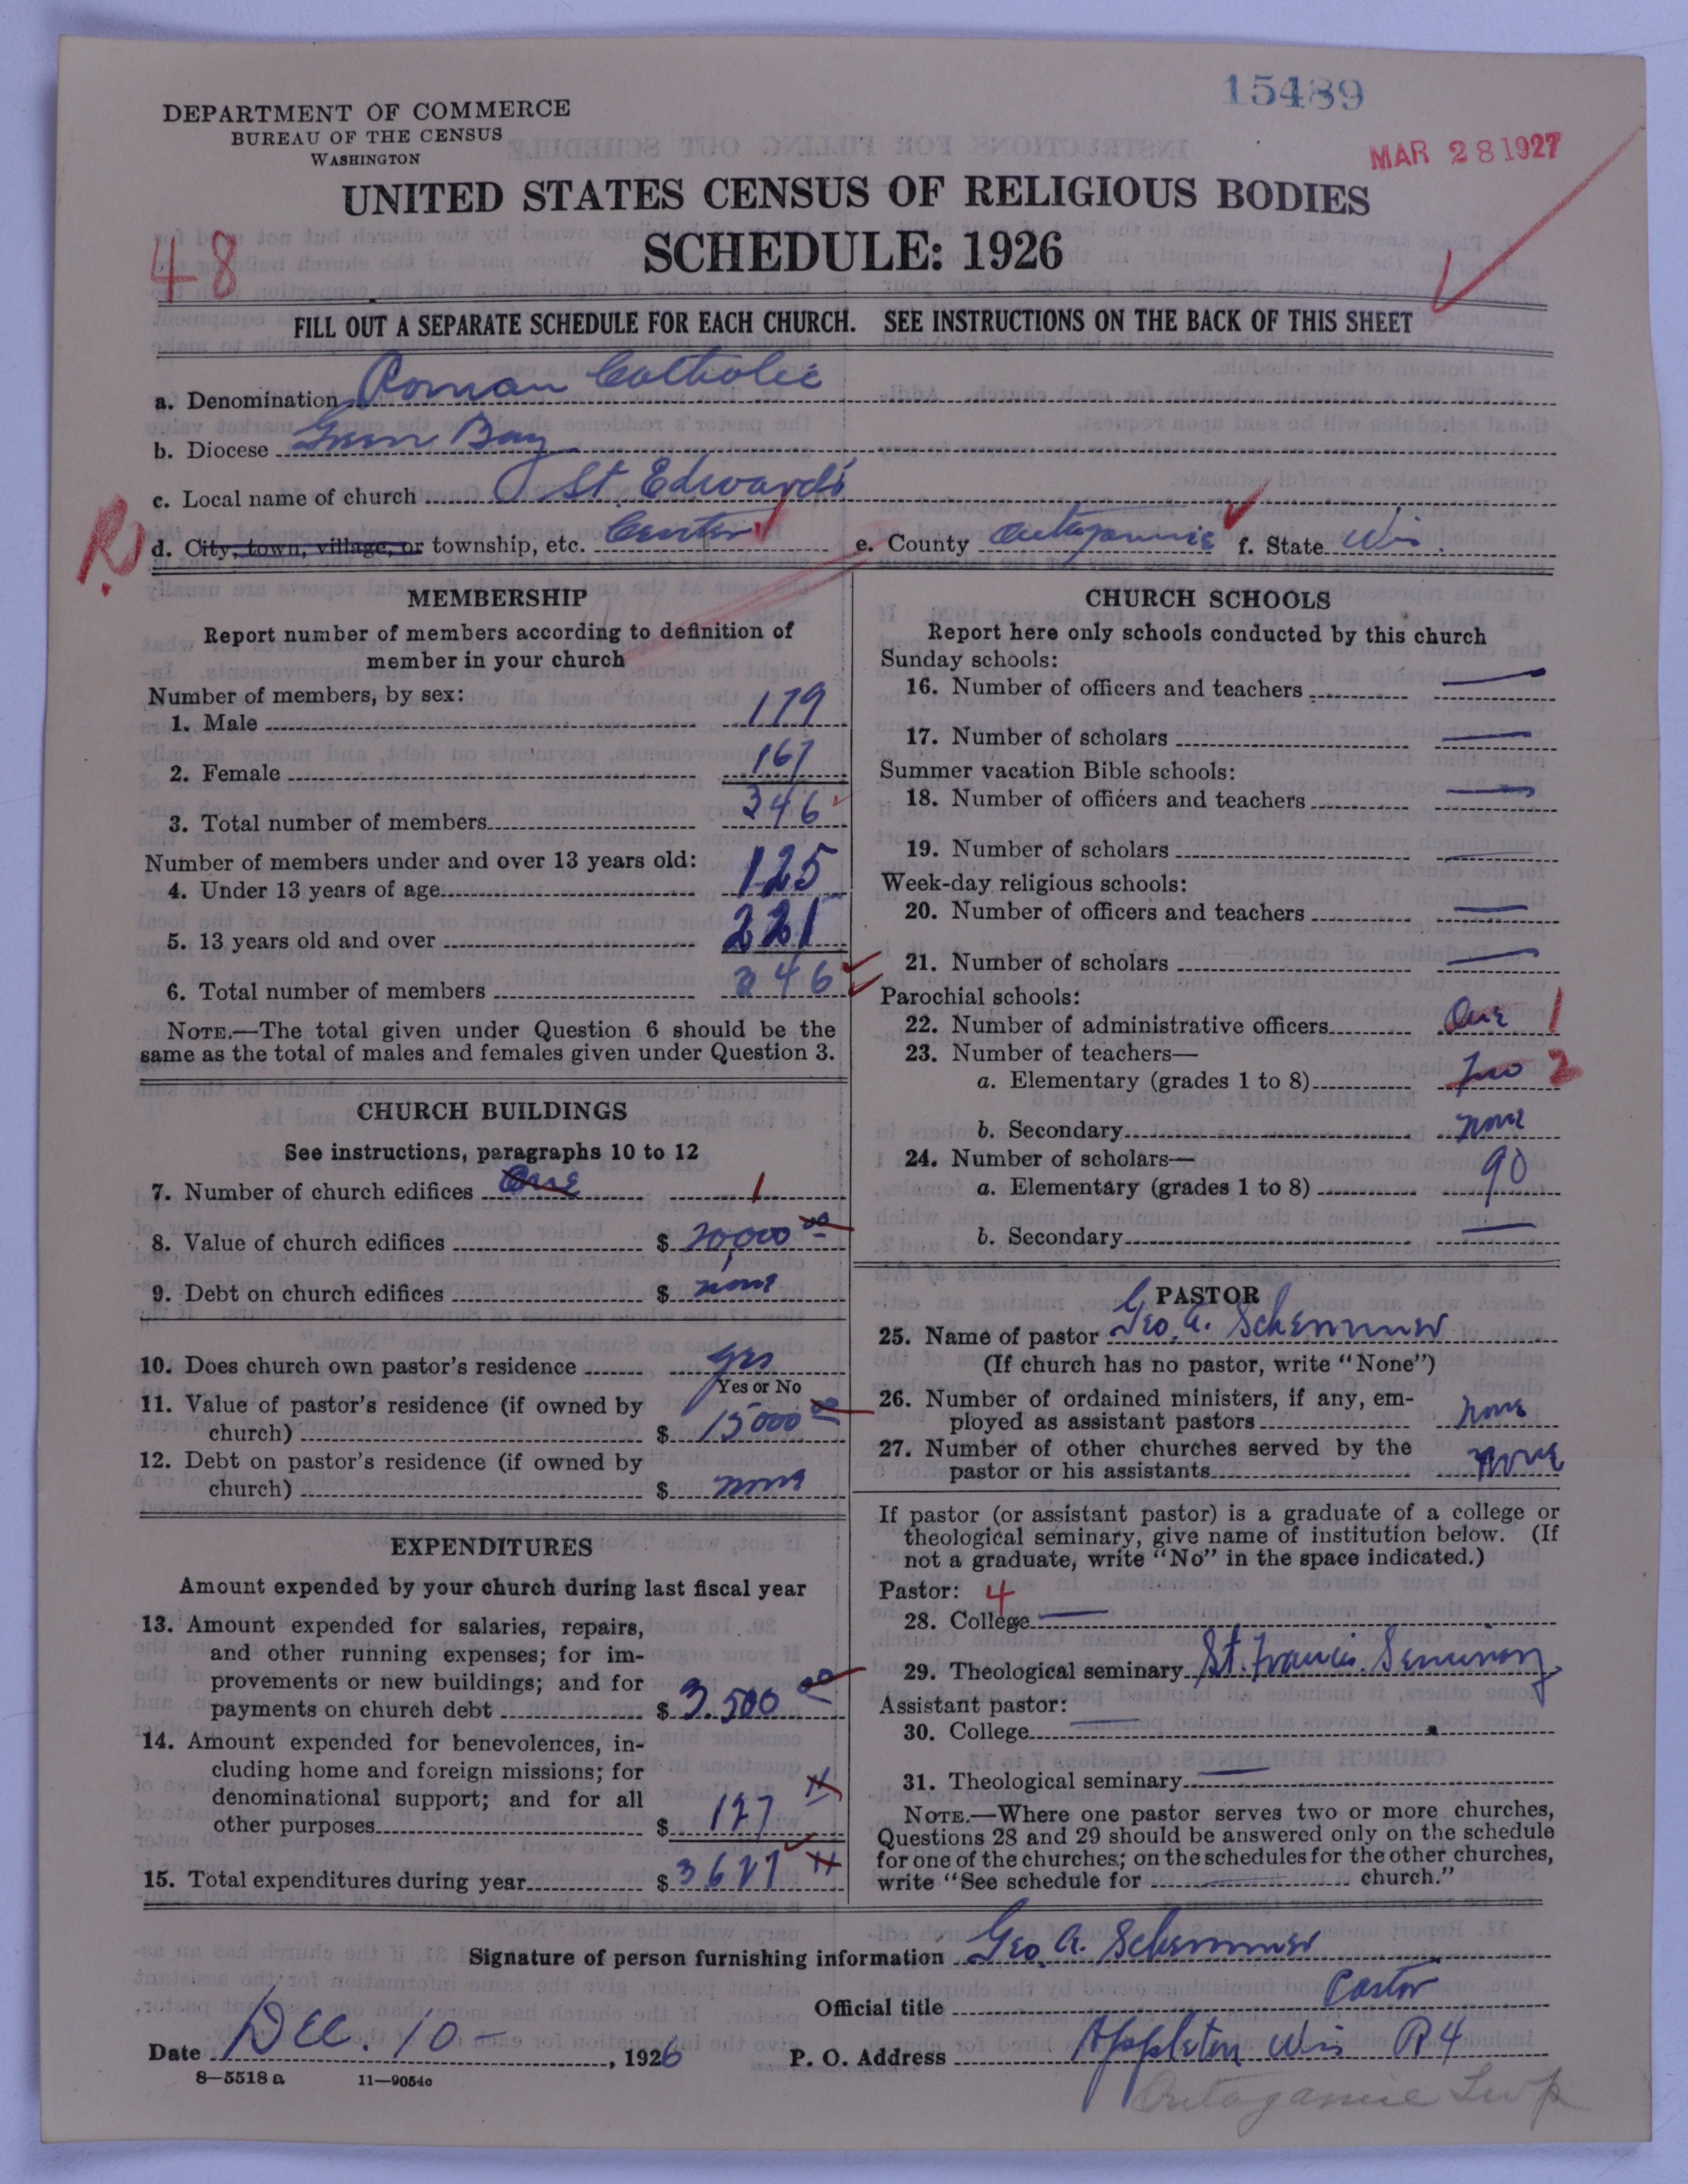 15489
DEPARTMENT OF COMMERCE
BUREAU OF THE CENSUS
WASHINGTON
MAR 28 1927
UNITED STATES CENSUS OF RELIGIOUS BODIES
48
SCHEDULE: 1926
FILL OUT A SEPARATE SCHEDULE FOR EACH CHURCH. SEE INSTRUCTIONS ON THE BACK OF THIS SHEET
a. Denomination Roman Catholic
b. Diocese Green Bay
c. Local name of church St Edward's
R
d. City, town, village, or township, etc. Center e. County Outagamie f. State Wis.
MEMBERSHIP
Report number of members according to definition of
member in your church
Number of members, by sex:
1. Male 179
2. Female 167
3. Total number of members 346
Number of members under and over 13 years old:
4. Under 13 years of age 125
5. 13 years old and over 221
6. Total number of members 346
NOTE.—The total given under Question 6 should be the
same as the total of males and females given under Question 3.
CHURCH BUILDINGS
See instructions, paragraphs 10 to 12
7. Number of church edifices One 1
8. Value of church edifices $ 20,000 00
9. Debt on church edifices $ none
10. Does church own pastor's residence yes
Yes or No
11. Value of pastor's residence (if owned by
church) $ 15000 00
12. Debt on pastor's residence (if owned by
church) $ none
EXPENDITURES
Amount expended by your church during last fiscal year
13. Amount expended for salaries, repairs,
and other running expenses; for im-
provements or new buildings; and for
payments on church debt $ 3.500 00
14. Amount expended for benevolences, in-
cluding home and foreign missions; for
denominational support; and for all
other purposes $ 127
15. Total expenditures during year $ 3627
CHURCH SCHOOLS
Report here only schools conducted by this church
Sunday schools:
16. Number of officers and teachers —
17. Number of scholars —
Summer vacation Bible schools:
18. Number of officers and teachers —
19. Number of scholars —
Week-day religious schools:
20. Number of officers and teachers —
21. Number of scholars —
Parochial schools:
22. Number of administrative officers One 1
23. Number of teachers—
a. Elementary (grades 1 to 8) Two 2
b. Secondary none
24. Number of scholars—
a. Elementary (grades 1 to 8) 90
b. Secondary —
PASTOR
25. Name of pastor Geo. A. Schemmer
(If church has no pastor, write "None")
26. Number of ordained ministers, if any, em-
ployed as assistant pastors none
27. Number of other churches served by the
pastor or his assistants none
If pastor (or assistant pastor) is a graduate of a college or
theological seminary, give name of institution below. (If
not a graduate, write "No" in the space indicated.)
Pastor: 4
28. College —
29. Theological seminary St. Francis Seminary
Assistant pastor:
30. College —
31. Theological seminary —
NOTE.—Where one pastor serves two or more churches,
Questions 28 and 29 should be answered only on the schedule
for one of the churches; on the schedules for the other churches,
write "See schedule for church."
Signature of person furnishing information Geo. A. Schemmer
Official title Pastor
Date Dec. 10 -, 1926 P. O. Address Appleton Wis R4
8—5518 a 11—9054c
Outagamie Twp